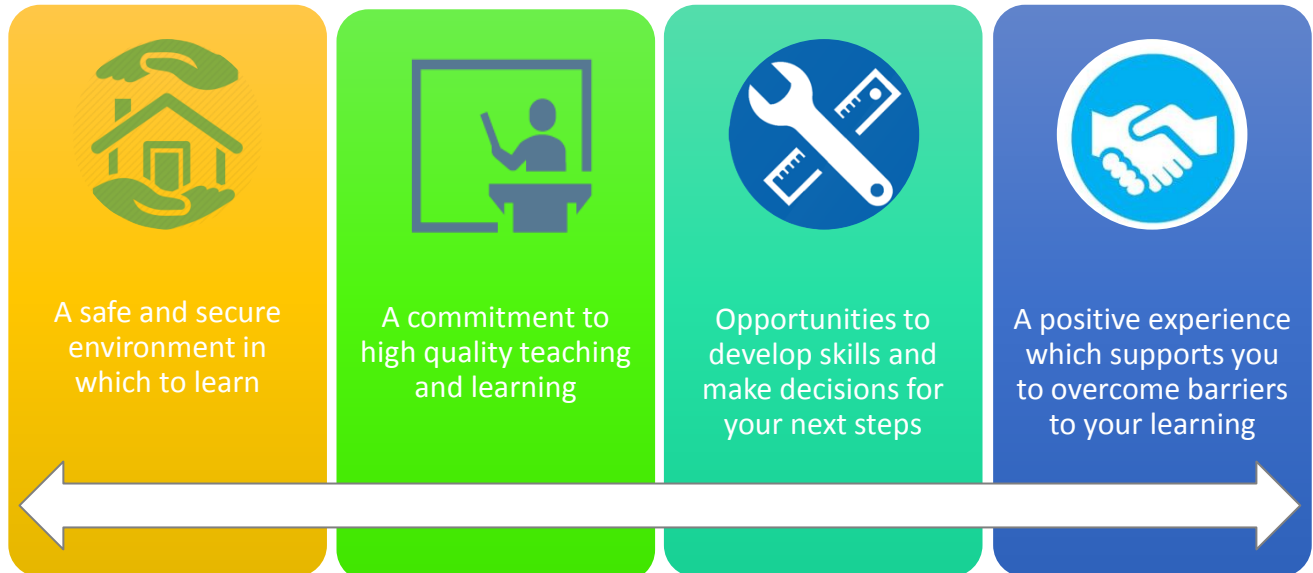 A safe and secure
environment in
which to learn
A commitment to
high quality teaching
and learning
Opportunities to
develop skills and
make decisions for
your next steps
A positive experience
which supports you
to overcome barriers
to your learning